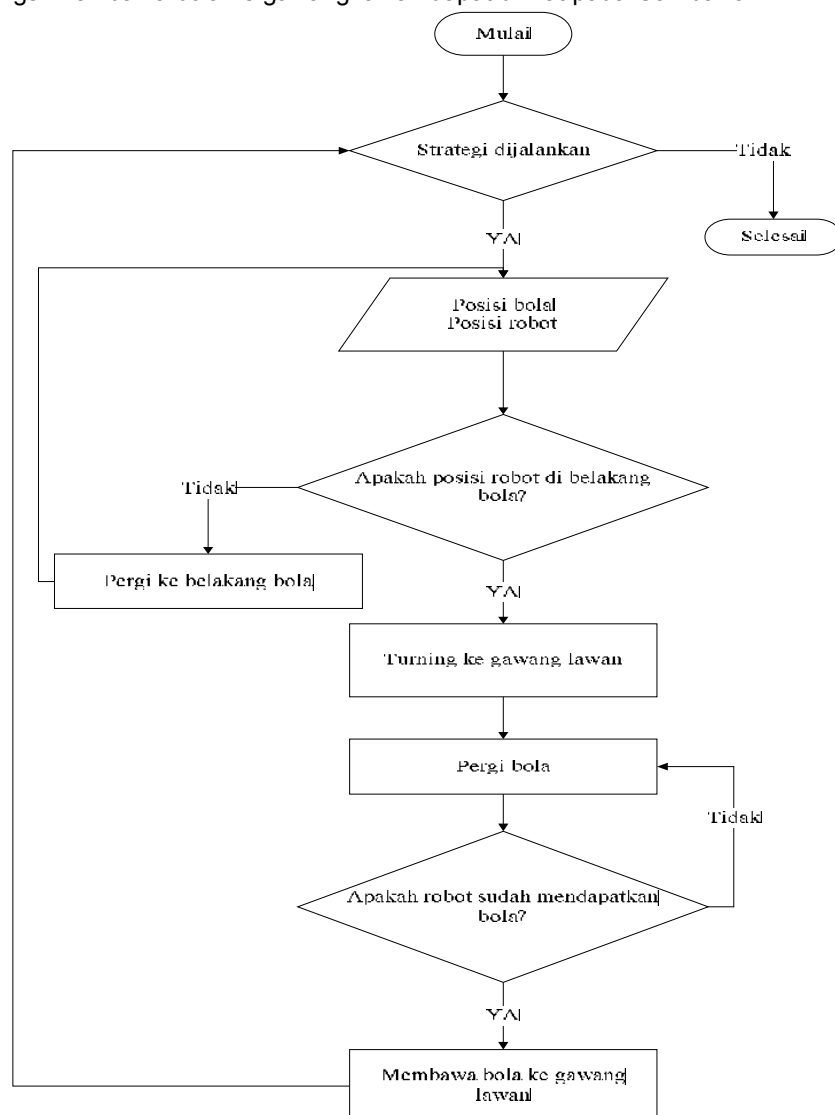 Mulai
Strategi dijalankan
Tidak
Selesai
YA
Posisi bola
Posisi robot
Apakah posisi robot di belakang
bola?
Tidak
Pergi ke belakang bola
YA
Turning ke gawang lawan
Pergi bola
Tidak
Apakah robot sudah mendapatkan
bola?
YA
Membawa bola ke gawang
lawan